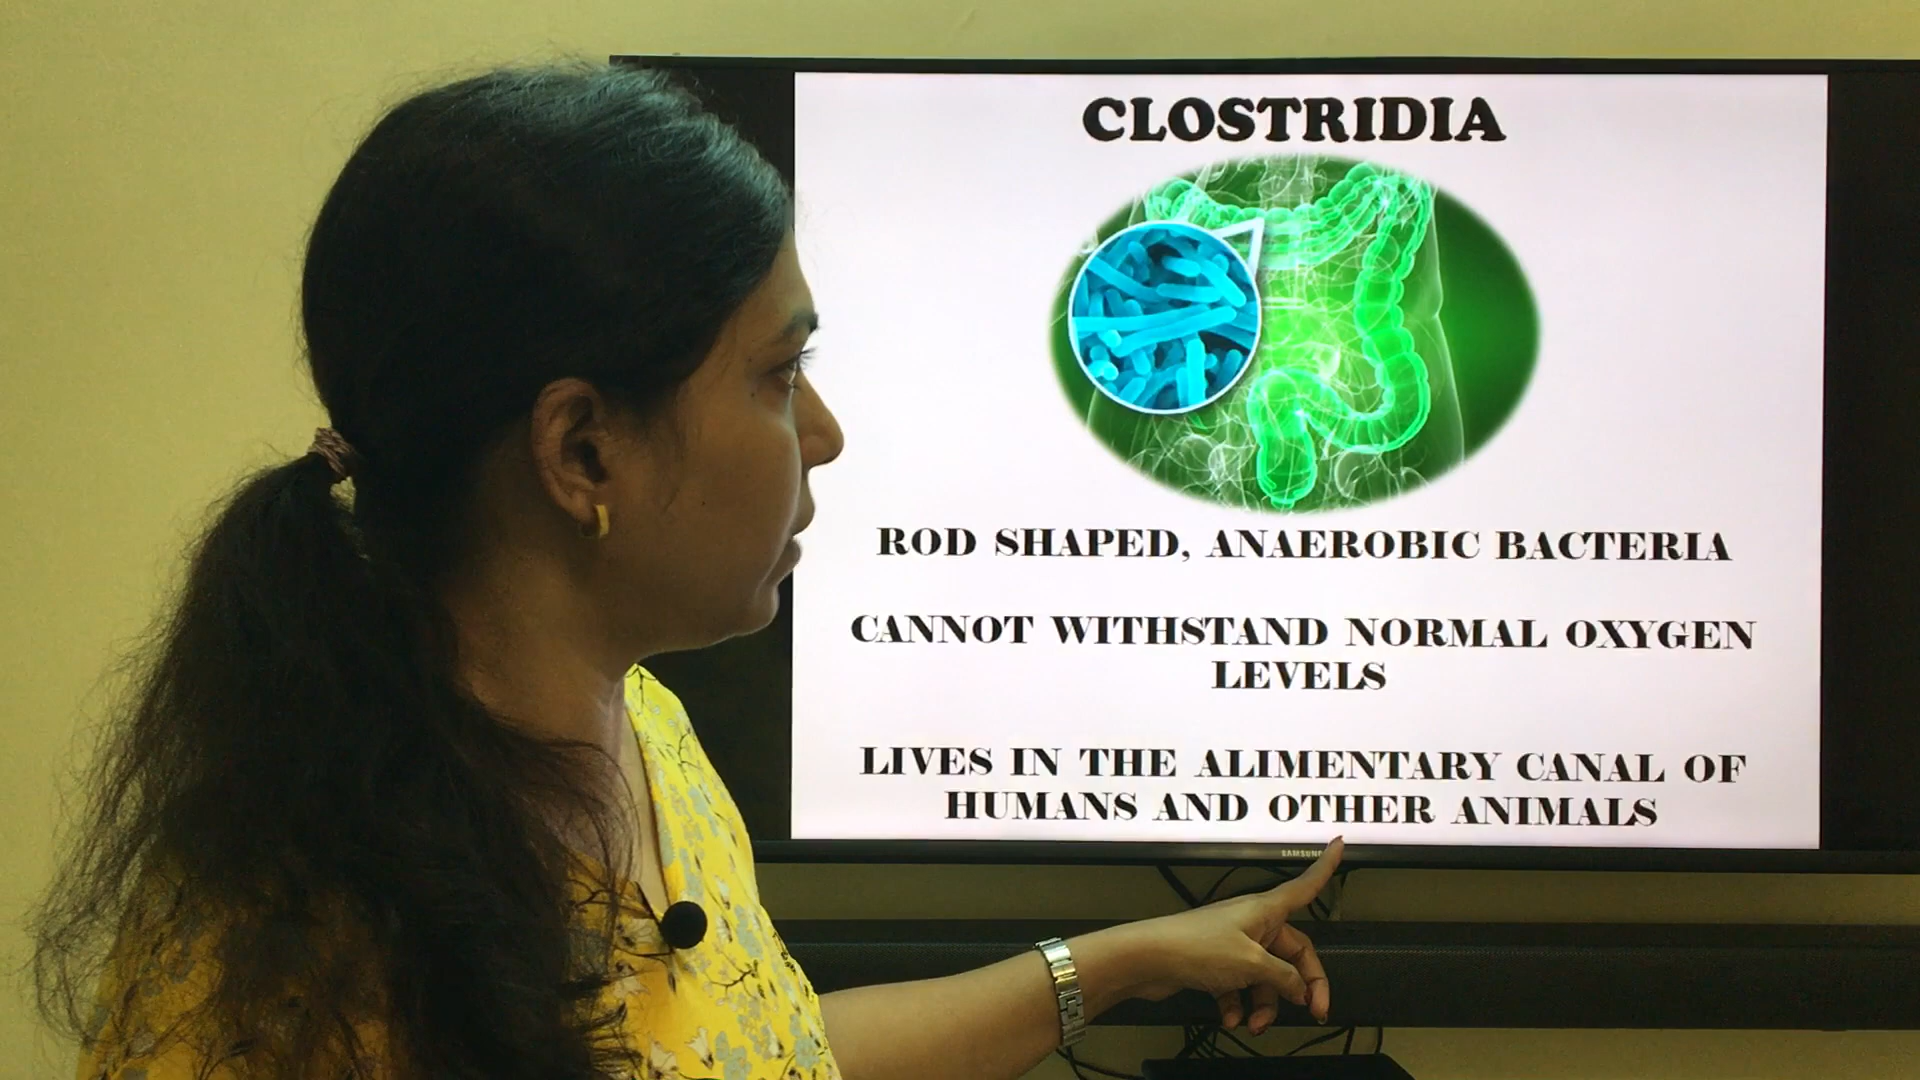 CLOSTRIDIA
ROD SHAPED, ANAEROBIC BACTERIA
CANNOT WITHSTAND NORMAL OXYGEN
LEVELS
LIVES IN THE ALIMENTARY CANAL OF
HUMANS AND OTHER ANIMALS
SAMSUNG